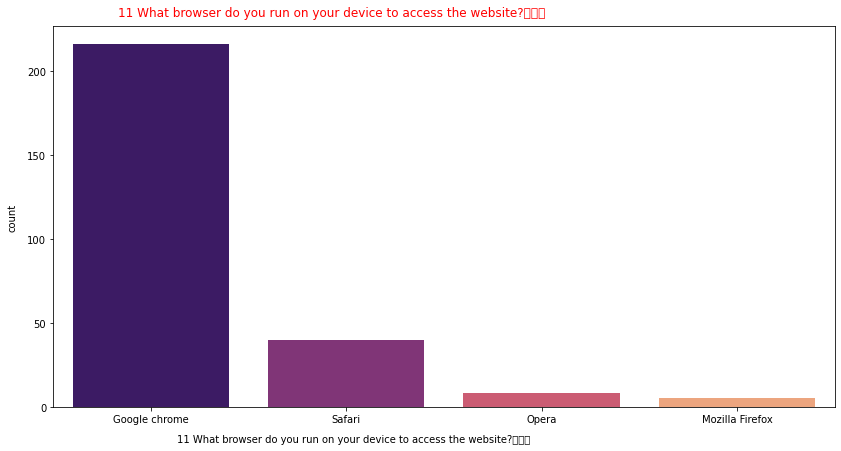 11 What browser do you run on your device to access the website?
count
200
150
100
50
0
Google chrome Safari Opera Mozilla Firefox
11 What browser do you run on your device to access the website?